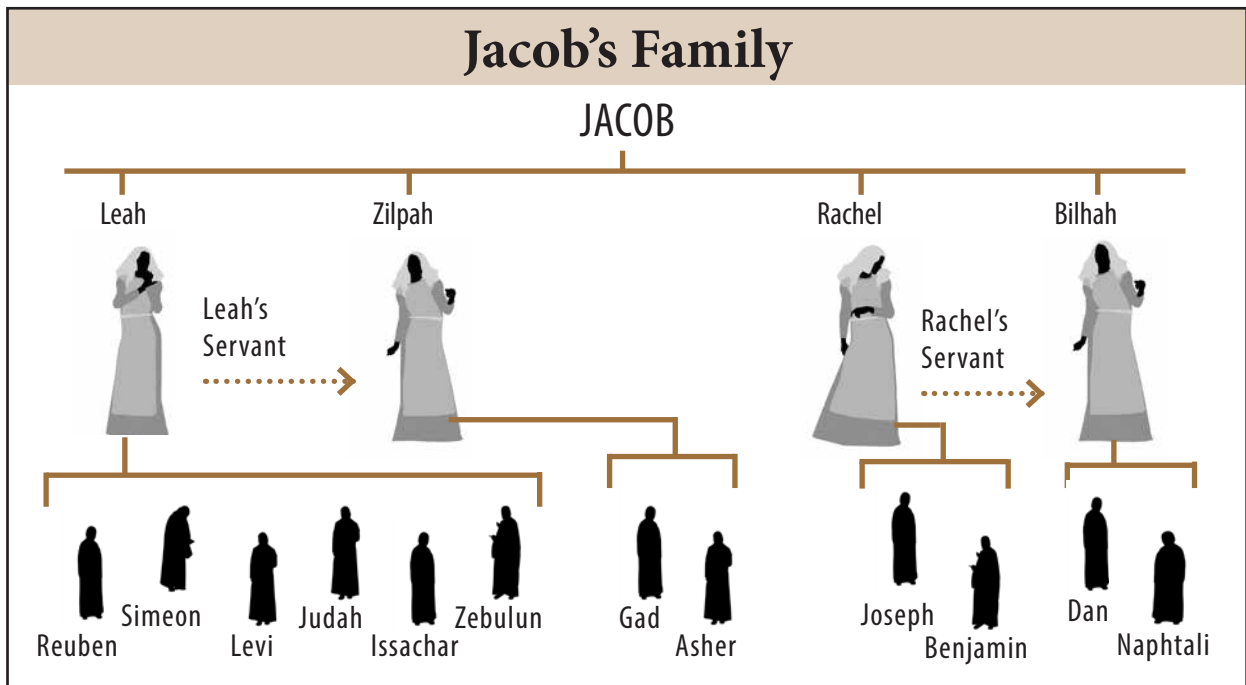 Jacob’s Family
JACOB
Leah
Zilpah
Rachel
Bilhah
Leah’s
Servant
Rachel’s
Servant
Reuben
Simeon
Levi
Judah
Issachar
Zebulun
Gad
Asher
Joseph
Benjamin
Dan
Naphtali